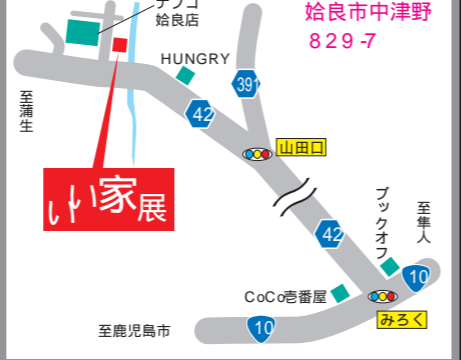 ナフコ
姶良店
姶良市中津野
829-7
HUNGRY
391
至蒲生
42
山田口
いい家展
42
ブックオフ
至隼人
10
CoCo壱番屋
みろく
至鹿児島市
10